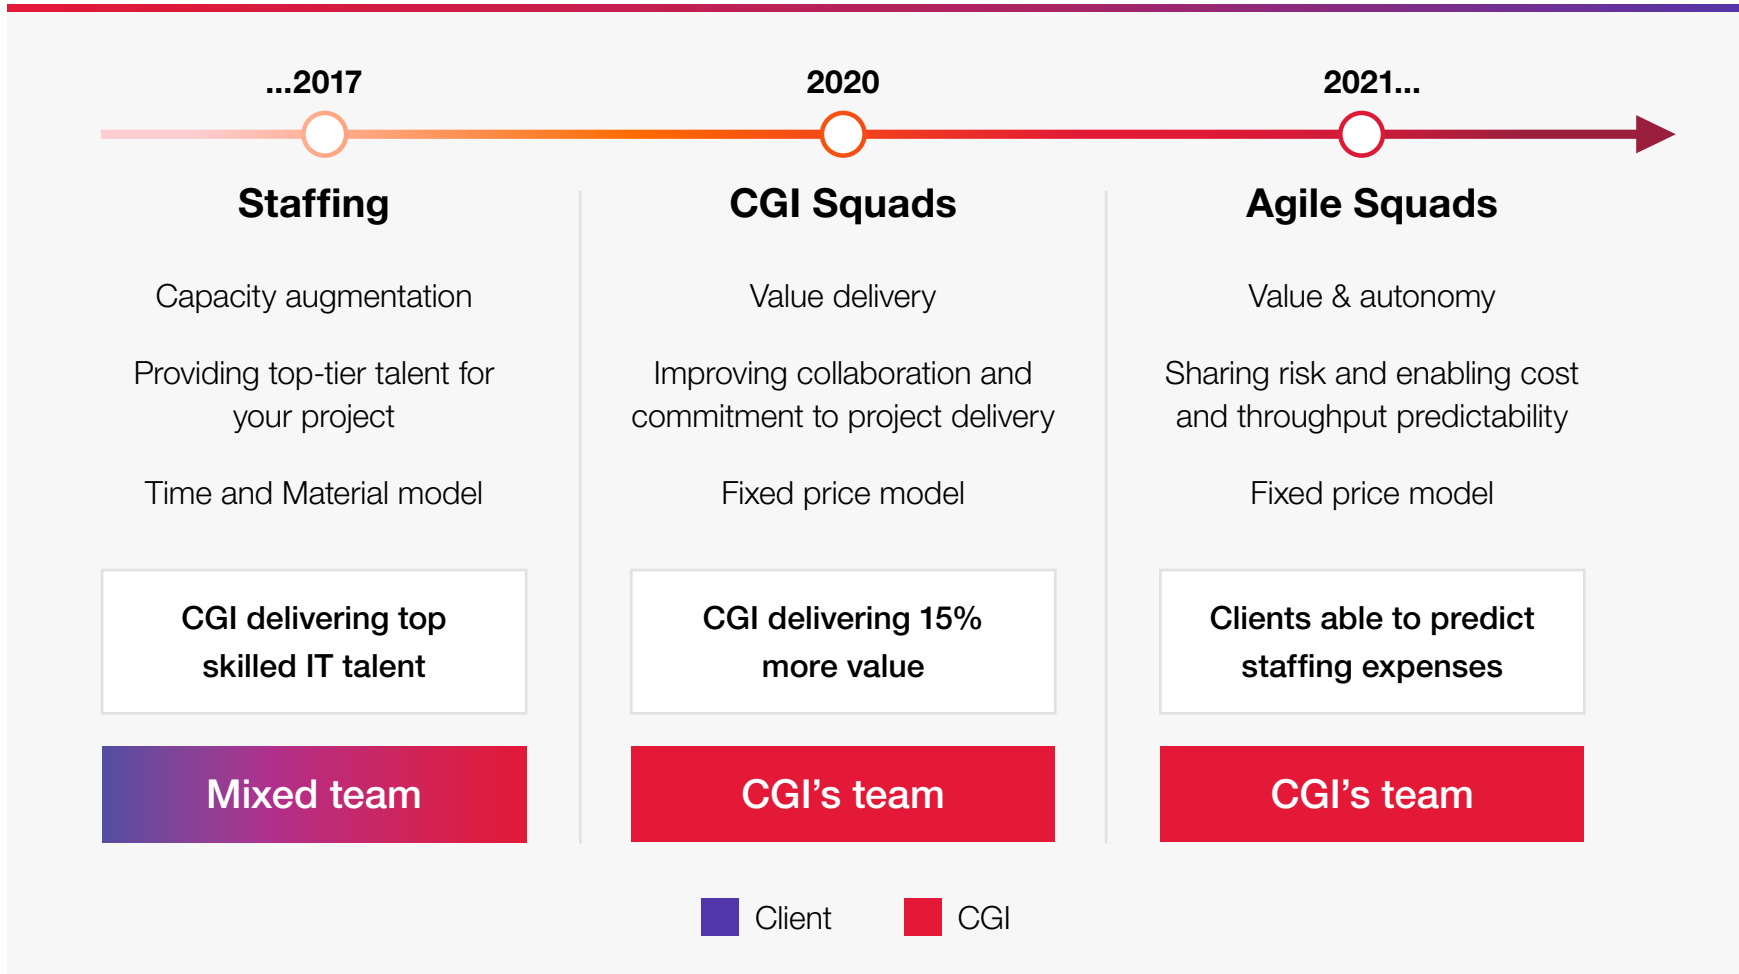 ...2017
2020
2021...
Staffing
CGI Squads
Agile Squads
Capacity augmentation
Value delivery
Value & autonomy
Providing top-tier talent for
your project
Improving collaboration and
commitment to project delivery
Sharing risk and enabling cost
and throughput predictability
Time and Material model
Fixed price model
Fixed price model
CGI delivering top
skilled IT talent
CGI delivering 15%
more value
Clients able to predict
staffing expenses
Mixed team
CGI’s team
CGI’s team
Client
CGI